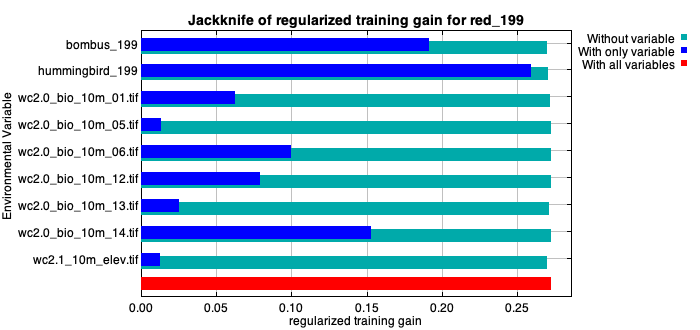 Jackknife of regularized training gain for red_199
Without variable
With only variable
With all variables
Environmental Variable
bombus_199
hummingbird_199
wc2.0_bio_10m_01.tif
wc2.0_bio_10m_05.tif
wc2.0_bio_10m_06.tif
wc2.0_bio_10m_12.tif
wc2.0_bio_10m_13.tif
wc2.0_bio_10m_14.tif
wc2.1_10m_elev.tif
0.00 0.05 0.10 0.15 0.20 0.25
regularized training gain